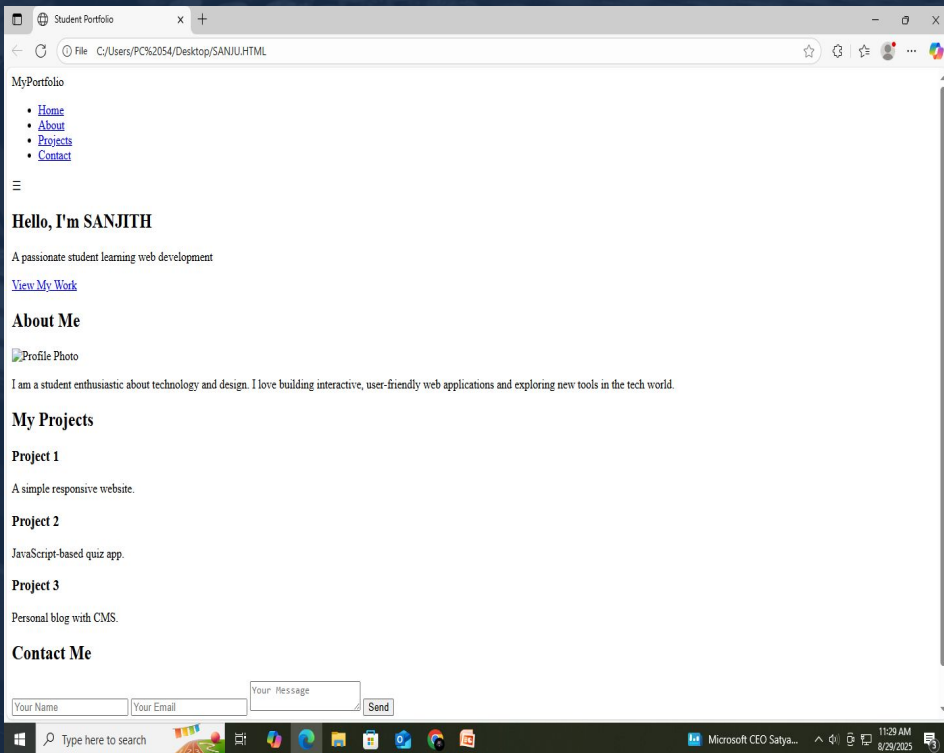 Student Portfolio
File C:/Users/PC%2054/Desktop/SANJU.HTML
MyPortfolio
Home
About
Projects
Contact
Hello, I'm SANJITH
A passionate student learning web development
View My Work
About Me
Profile Photo
I am a student enthusiastic about technology and design. I love building interactive, user-friendly web applications and exploring new tools in the tech world.
My Projects
Project 1
A simple responsive website.
Project 2
JavaScript-based quiz app.
Project 3
Personal blog with CMS.
Contact Me
Your Name Your Email Your Message Send
Type here to search Microsoft CEO Satya... 11:29 AM
8/29/2025